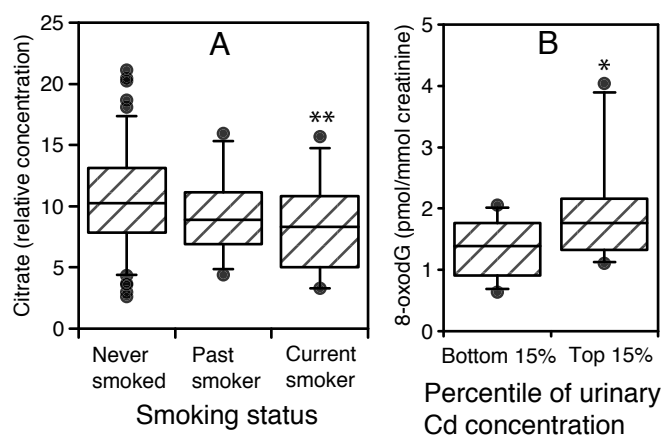 A
Citrate (relative concentration)
25
20
15
10
5
0
**
Never
smoked
Past
smoker
Current
smoker
Smoking status
B
8-oxodG (pmol/mmol creatinine)
5
4
3
2
1
0
*
Bottom 15%
Top 15%
Percentile of urinary
Cd concentration